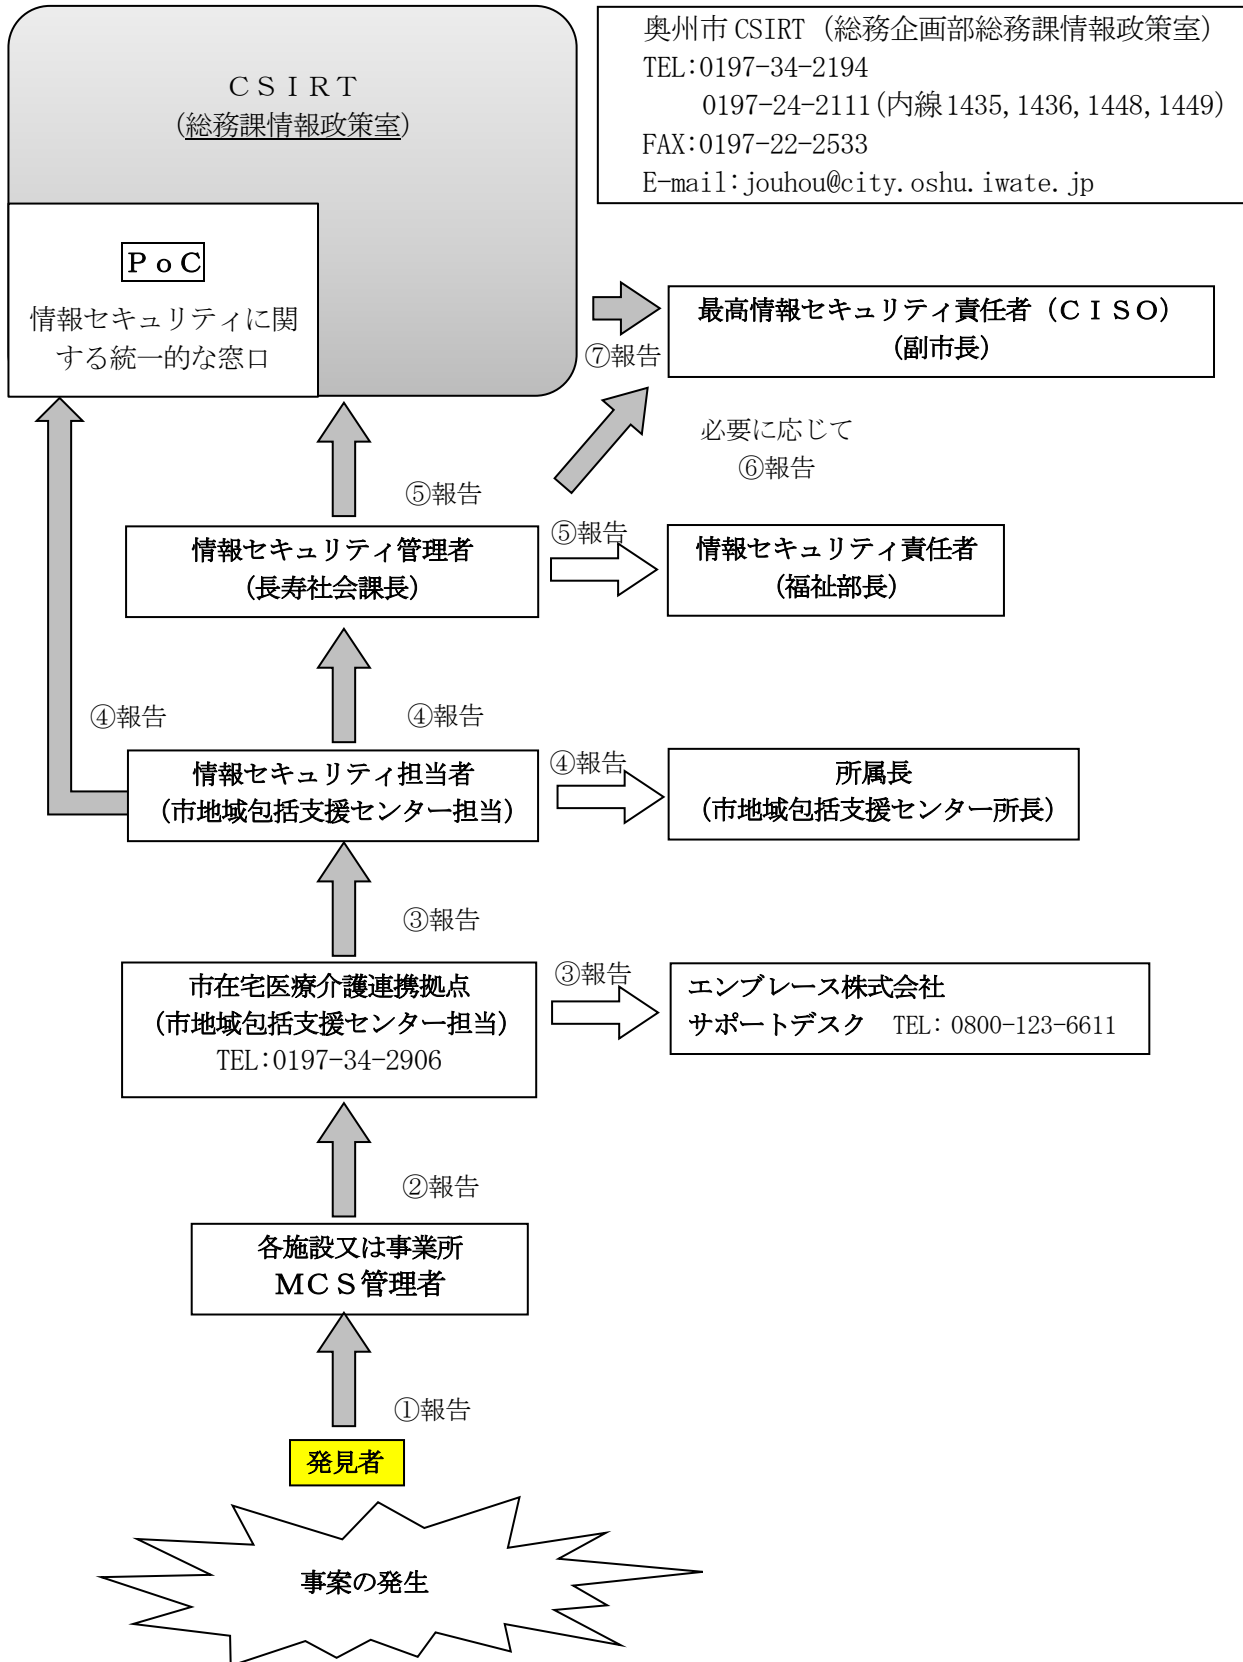 CSIRT
(総務課情報政策室)
奥州市 CSIRT (総務企画部総務課情報政策室)
TEL:0197-34-2194
0197-24-2111(内線1435,1436,1448,1449)
FAX:0197-22-2533
E-mail:jouhou@city.oshu.iwate.jp
PoC
情報セキュリティに関
する統一的な窓口
⑦報告
最高情報セキュリティ責任者(CISO)
(副市長)
必要に応じて
⑥報告
⑤報告
情報セキュリティ管理者
(長寿社会課長)
⑤報告
情報セキュリティ責任者
(福祉部長)
④報告
④報告
情報セキュリティ担当者
(市地域包括支援センター担当)
④報告
所属長
(市地域包括支援センター所長)
③報告
市在宅医療介護連携拠点
(市地域包括支援センター担当)
TEL:0197-34-2906
③報告
エンブレース株式会社
サポートデスク TEL: 0800-123-6611
②報告
各施設又は事業所
MCS管理者
①報告
発見者
事案の発生